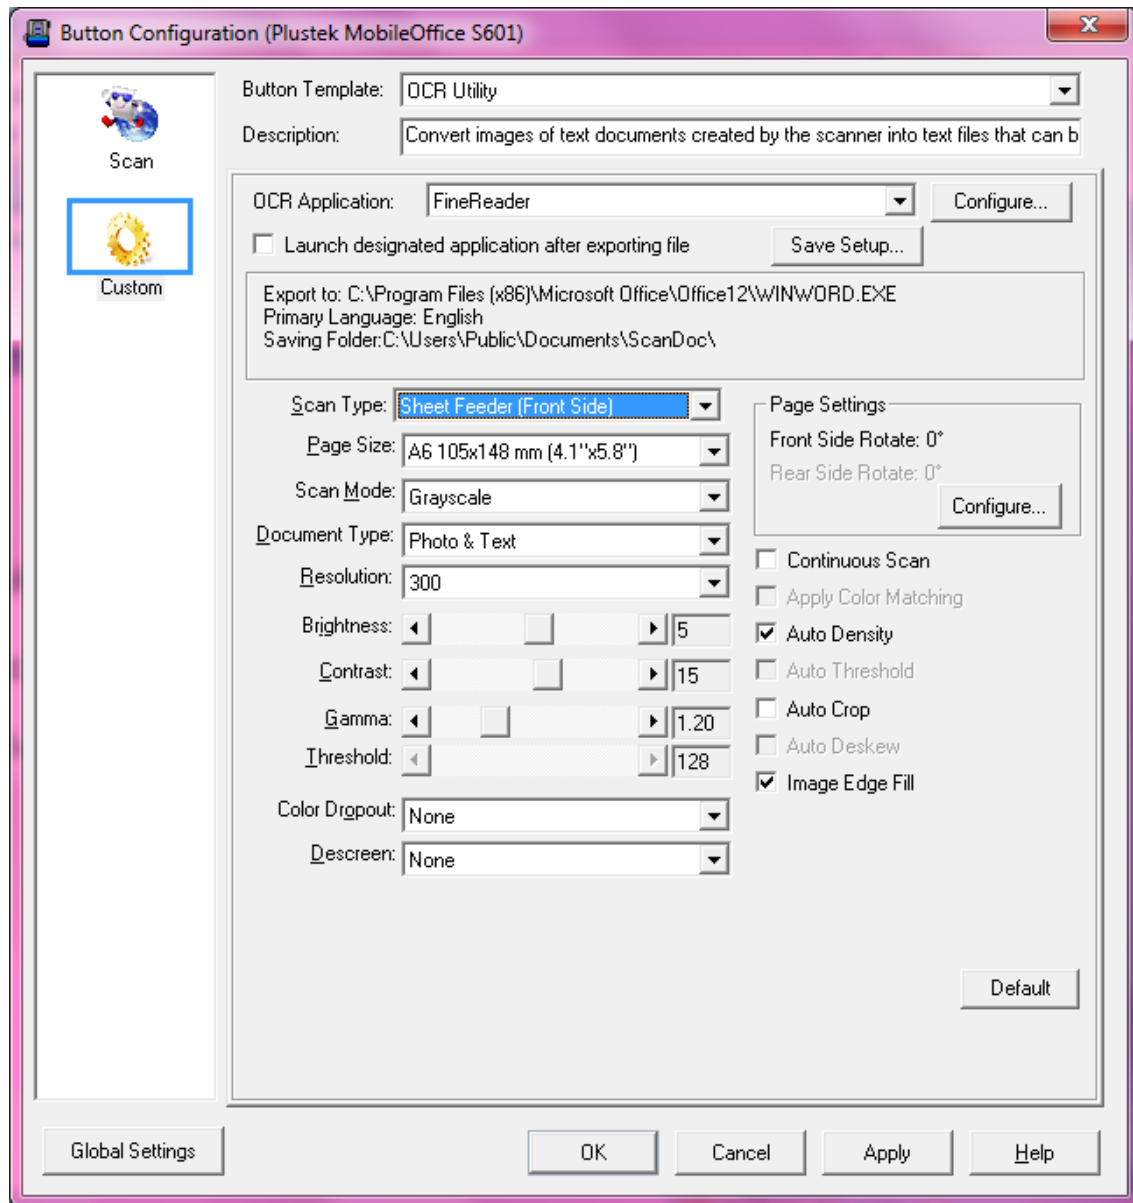 Button Configuration (Plustek MobileOffice S601)
Scan
Custom
Button Template: OCR Utility
Description: Convert images of text documents created by the scanner into text files that can b
OCR Application: FineReader Configure...
Launch designated application after exporting file Save Setup...
Export to: C:\Program Files (x86)\Microsoft Office\Office12\WINWORD.EXE
Primary Language: English
Saving Folder:C:\Users\Public\Documents\ScanDoc\
Scan Type: Sheet Feeder (Front Side)
Page Size: A6 105x148 mm (4.1"x5.8")
Scan Mode: Grayscale
Document Type: Photo & Text
Resolution: 300
Brightness: 5
Contrast: 15
Gamma: 1.20
Threshold: 128
Color Dropout: None
Descreen: None
Page Settings
Front Side Rotate: 0°
Rear Side Rotate: 0°
Configure...
Continuous Scan
Apply Color Matching
Auto Density
Auto Threshold
Auto Crop
Auto Deskew
Image Edge Fill
Default
Global Settings OK Cancel Apply Help